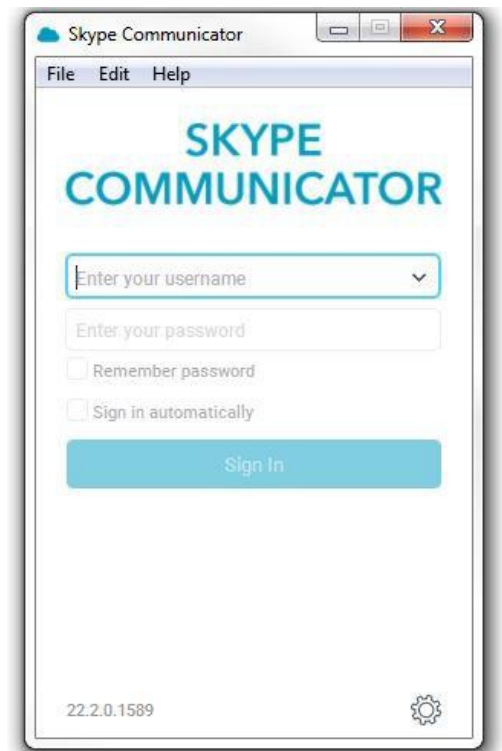 Skype Communicator
File Edit Help
SKYPE
COMMUNICATOR
Enter your username
Enter your password
Remember password
Sign in automatically
Sign In
22.2.0.1589